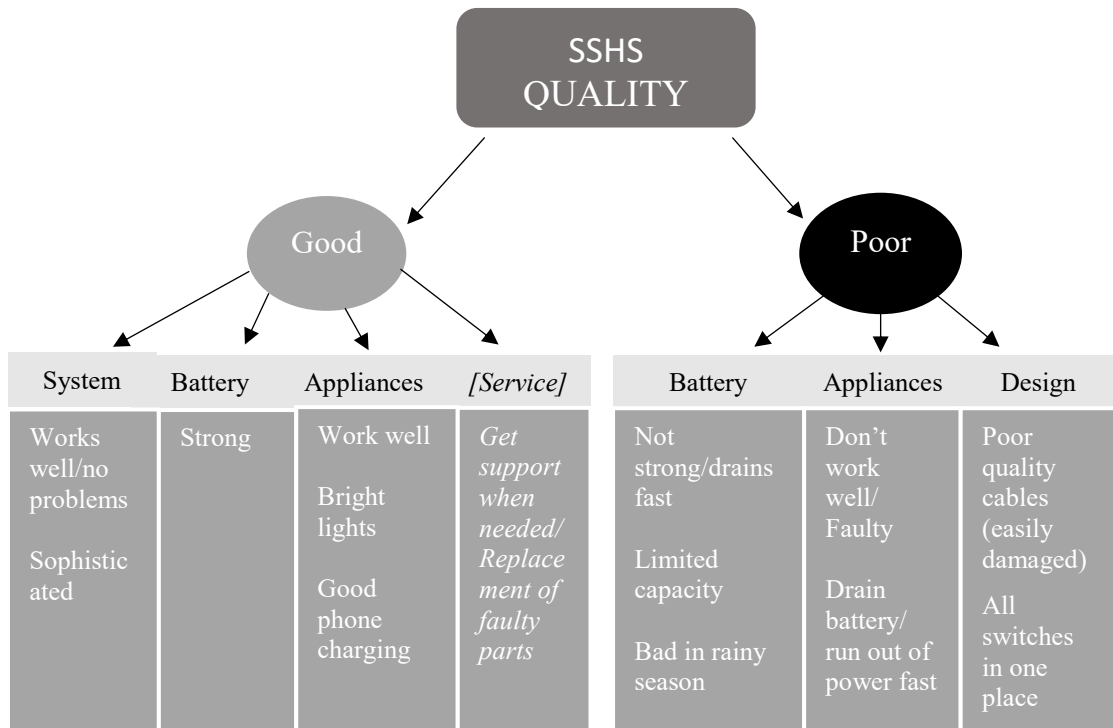 SSHS
QUALITY
Good
Poor
System
Battery
Appliances
[Service]
Battery
Appliances
Design
Works
well/no
problems
Sophistic
ated
Strong
Work well
Bright
lights
Good
phone
charging
Get
support
when
needed/
Replace
ment of
faulty
parts
Not
strong/drains
fast
Limited
capacity
Bad in rainy
season
Don't
work
well/
Faulty
Drain
battery/
run out of
power fast
Poor
quality
cables
(easily
damaged)
All
switches
in one
place